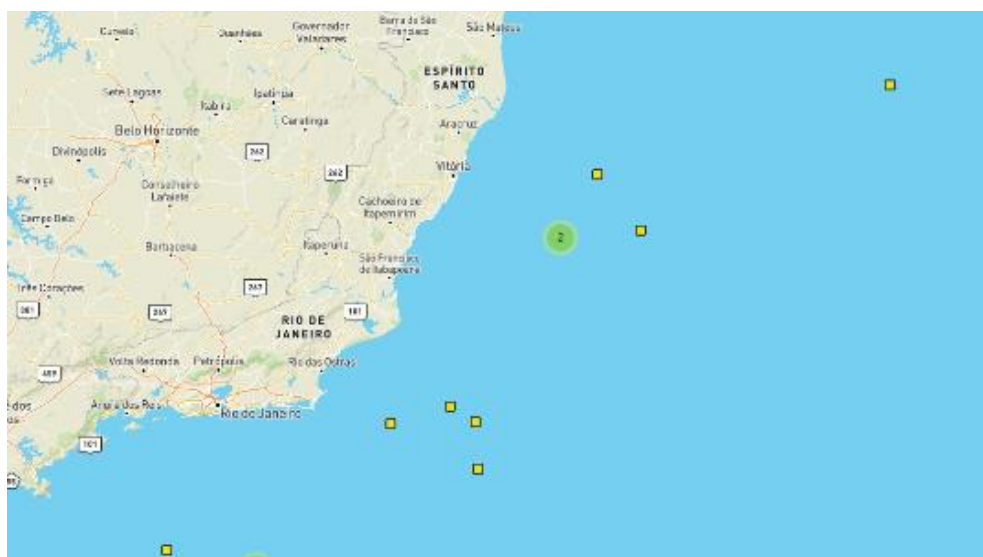 Curvelo
Guanhães
Governador
Valadares
Barra de São
Francisco
São Mateus
ESPÍRITO
SANTO
Sete Lagoas
Itabira
Ipatinga
Caratinga
Aracruz
Belo Horizonte
262
Divinópolis
262
Vitória
Formiga
Conselheiro
Lafaiete
Cachoeiro de
Itapemirim
Campo Belo
2
Barbacena
Itaperuna
São Francisco
de Itabapoana
Três Corações
267
381
101
RIO DE
JANEIRO
Volta Redonda
Petrópolis
Rio das Ostras
Angra dos Reis
Rio de Janeiro
101